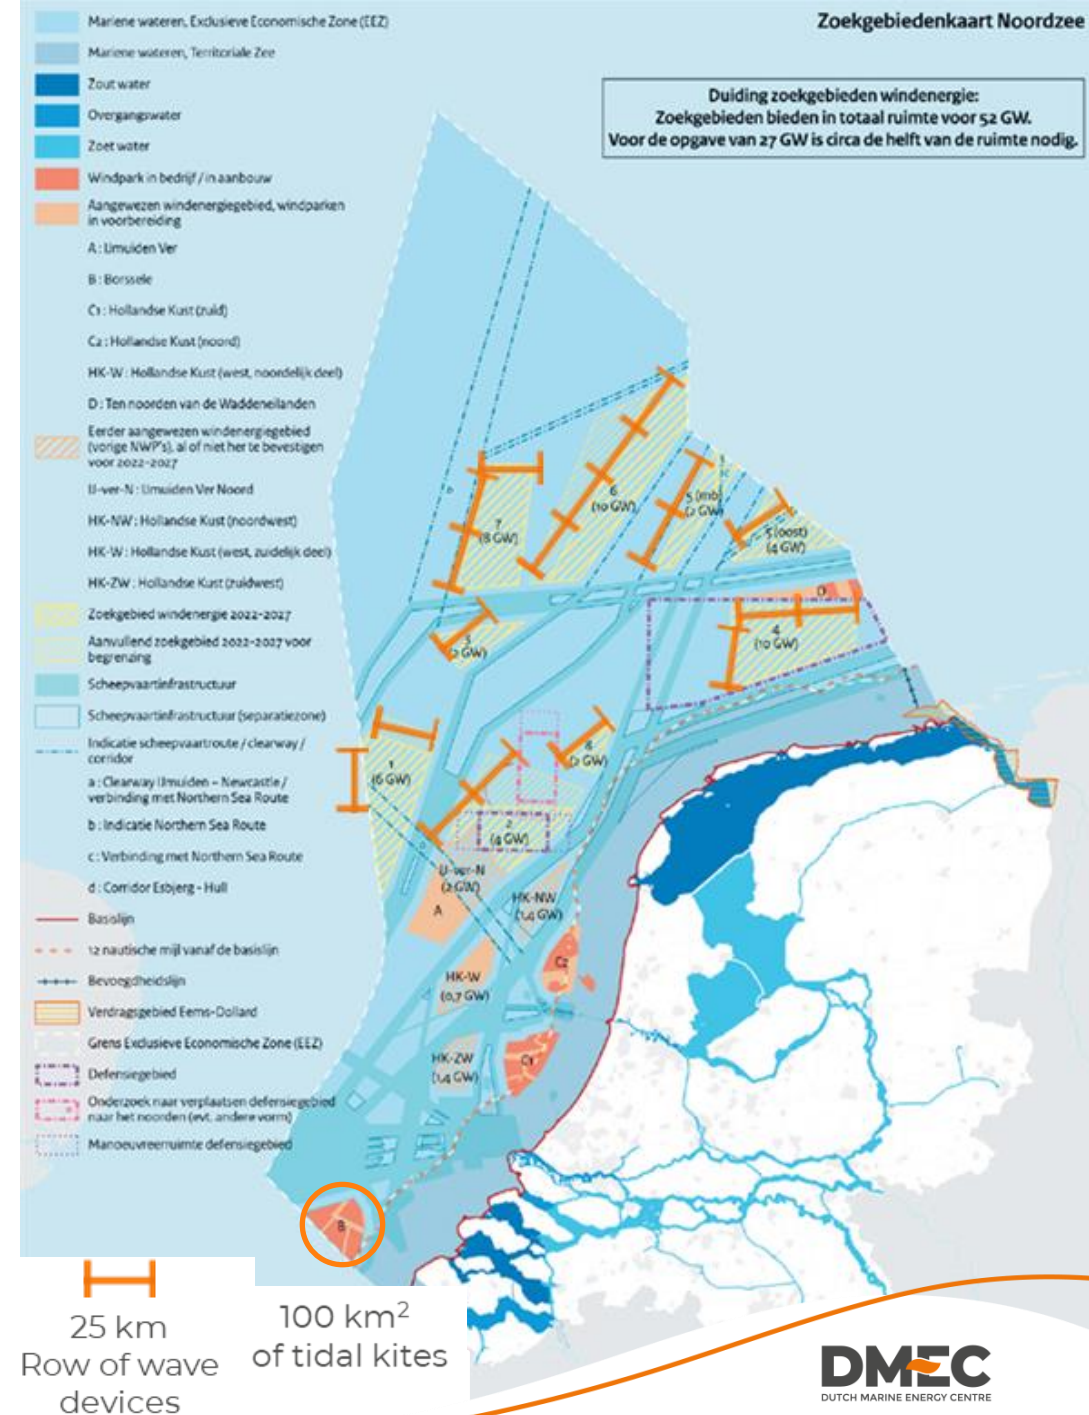 Mariene wateren, Exclusieve Economische Zone (EEZ)
Mariene wateren, Territoriale Zee
Zout water
Overgangswater
Zoet water
Windpark in bedrijf / in aanbouw
Aangewezen windenergiegebied, windparken
in voorbereiding
A : IJmuiden Ver
B : Borssele
C1 : Hollandse Kust (zuid)
C2 : Hollandse Kust (noord)
HK-W : Hollandse Kust (west, noordelijk deel)
D : Ten noorden van de Waddeneilanden
Eerder aangewezen windenergiegebied
(vorige NWP's), al of niet her te bevestigen
voor 2022-2027
IJ-ver-N : IJmuiden Ver Noord
HK-NW : Hollandse Kust (noordwest)
HK-W : Hollandse Kust (west, zuidelijk deel)
HK-ZW : Hollandse Kust (zuidwest)
Zoekgebied windenergie 2022-2027
Aanvullend zoekgebied 2022-2027 voor
begrenzing
Scheepvaartinfrastructuur
Scheepvaartinfrastructuur (separatiezone)
Indicatie scheepvaartroute / clearway /
corridor
a : Clearway IJmuiden – Newcastle /
verbinding met Northern Sea Route
b : Indicatie Northern Sea Route
c : Verbinding met Northern Sea Route
d : Corridor Esbjerg - Hull
Basislijn
12 nautische mijl vanaf de basislijn
Bevoegdheidslijn
Verdragsgebied Eems-Dollard
Grens Exclusieve Economische Zone (EEZ)
Defensiegebied
Onderzoek naar verplaatsen defensiegebied
naar het noorden (evt. andere vorm)
Manoeuvreerruimte defensiegebied
Zoekgebiedenkaart Noordzee
Duiding zoekgebieden windenergie:
Zoekgebieden bieden in totaal ruimte voor 52 GW.
Voor de opgave van 27 GW is circa de helft van de ruimte nodig.
6
(10 GW)
5 (mb)
(2 GW)
7
(8 GW)
5 (oost)
(4 GW)
D
3
(2 GW)
4
(10 GW)
8
(2 GW)
1
(6 GW)
2
(4 GW)
IJ-ver-N
(2 GW)
A
HK-NW
(1,4 GW)
C2
HK-W
(0,7 GW)
C1
HK-ZW
(1,4 GW)
B
25 km
Row of wave
devices
100 km²
of tidal kites
DMEC
DUTCH MARINE ENERGY CENTRE